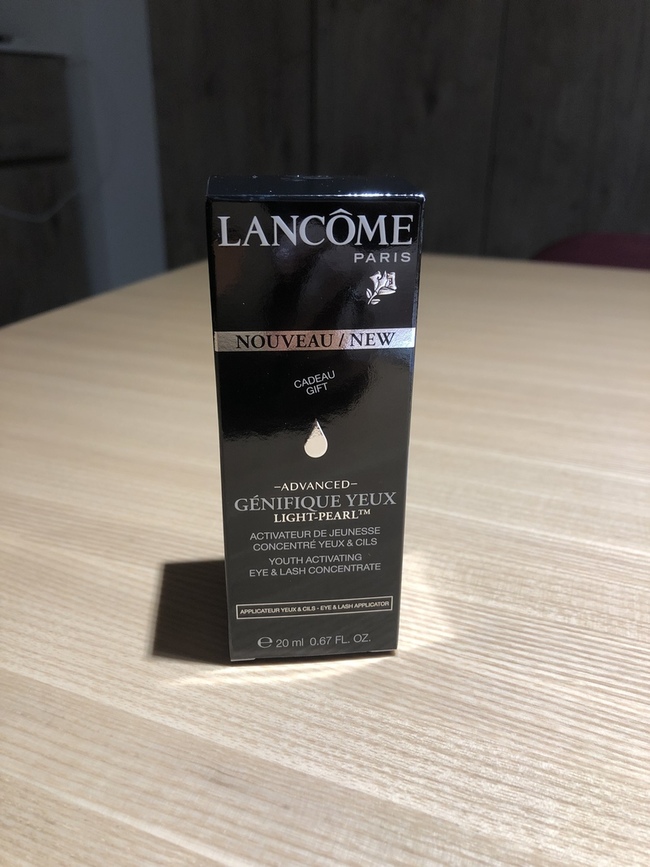 LANCÔME
PARIS
NOUVEAU / NEW
CADEAU
GIFT
–ADVANCED–
GÉNIFIQUE YEUX
LIGHT-PEARL™
ACTIVATEUR DE JEUNESSE
CONCENTRÉ YEUX & CILS
YOUTH ACTIVATING
EYE & LASH CONCENTRATE
APPLICATEUR YEUX & CILS - EYE & LASH APPLICATOR
℮ 20 ml 0.67 FL. OZ.